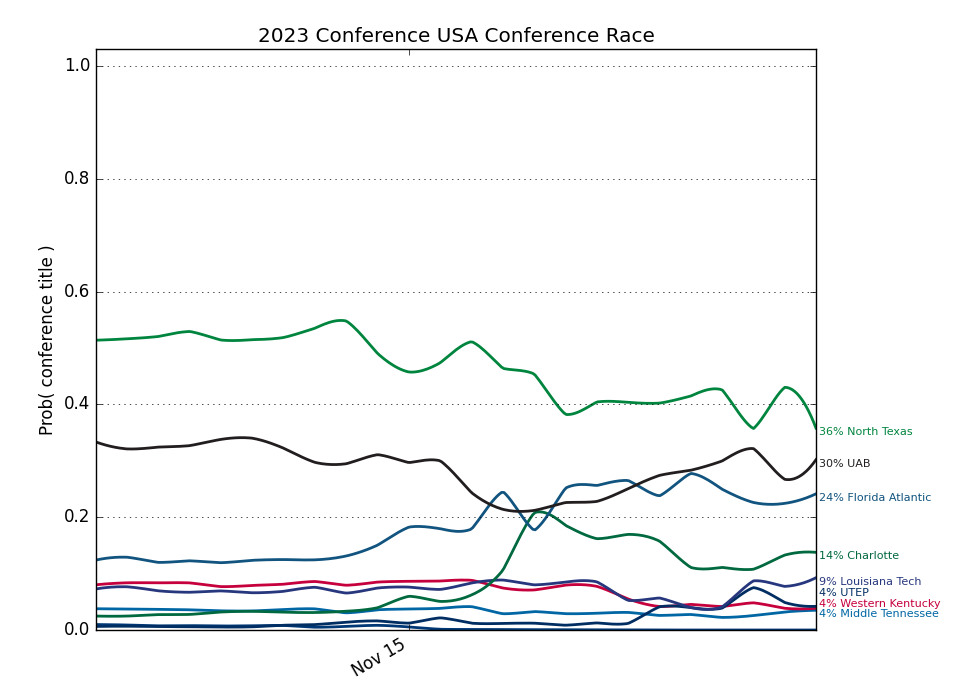 2023 Conference USA Conference Race
Prob( conference title )
1.0
0.8
0.6
0.4
0.2
0.0
Nov 15
36% North Texas
30% UAB
24% Florida Atlantic
14% Charlotte
9% Louisiana Tech
4% UTEP
4% Western Kentucky
4% Middle Tennessee